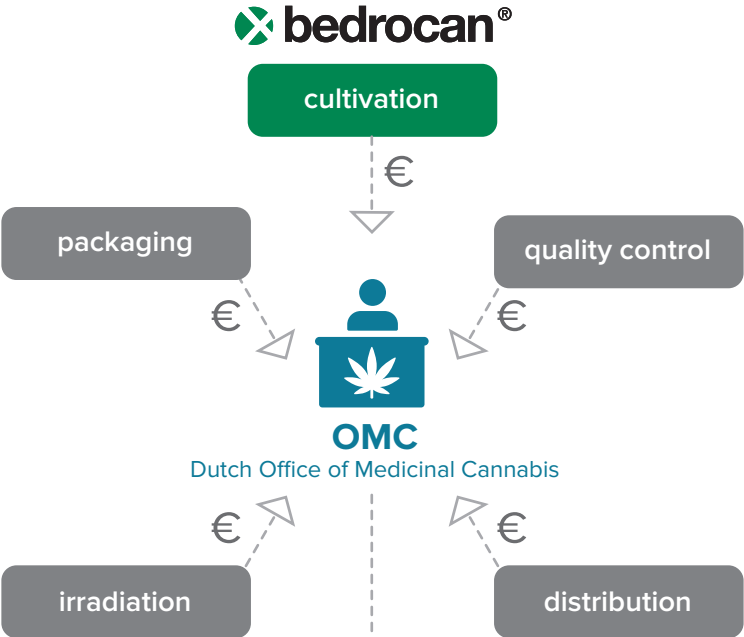 bedrocan®
cultivation
€
packaging
quality control
€
€
OMC
Dutch Office of Medicinal Cannabis
€
€
irradiation
distribution